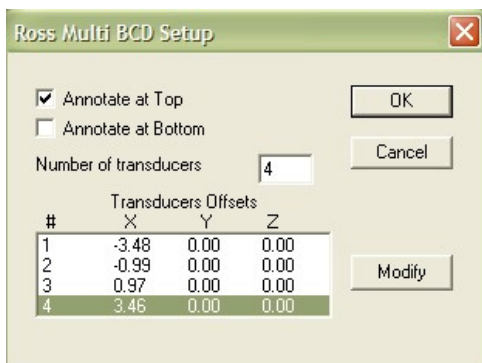 Ross Multi BCD Setup
Annotate at Top
OK
Annotate at Bottom
Cancel
Number of transducers 4
Transducers Offsets
# X Y Z
1 -3.48 0.00 0.00
2 -0.99 0.00 0.00
3 0.97 0.00 0.00
4 3.46 0.00 0.00
Modify